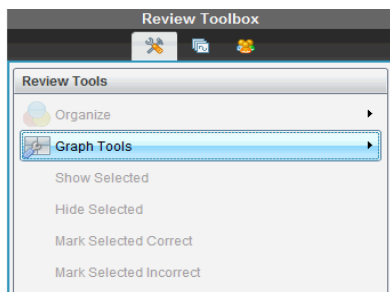 Review Toolbox
Review Tools
Organize
Graph Tools
Show Selected
Hide Selected
Mark Selected Correct
Mark Selected Incorrect